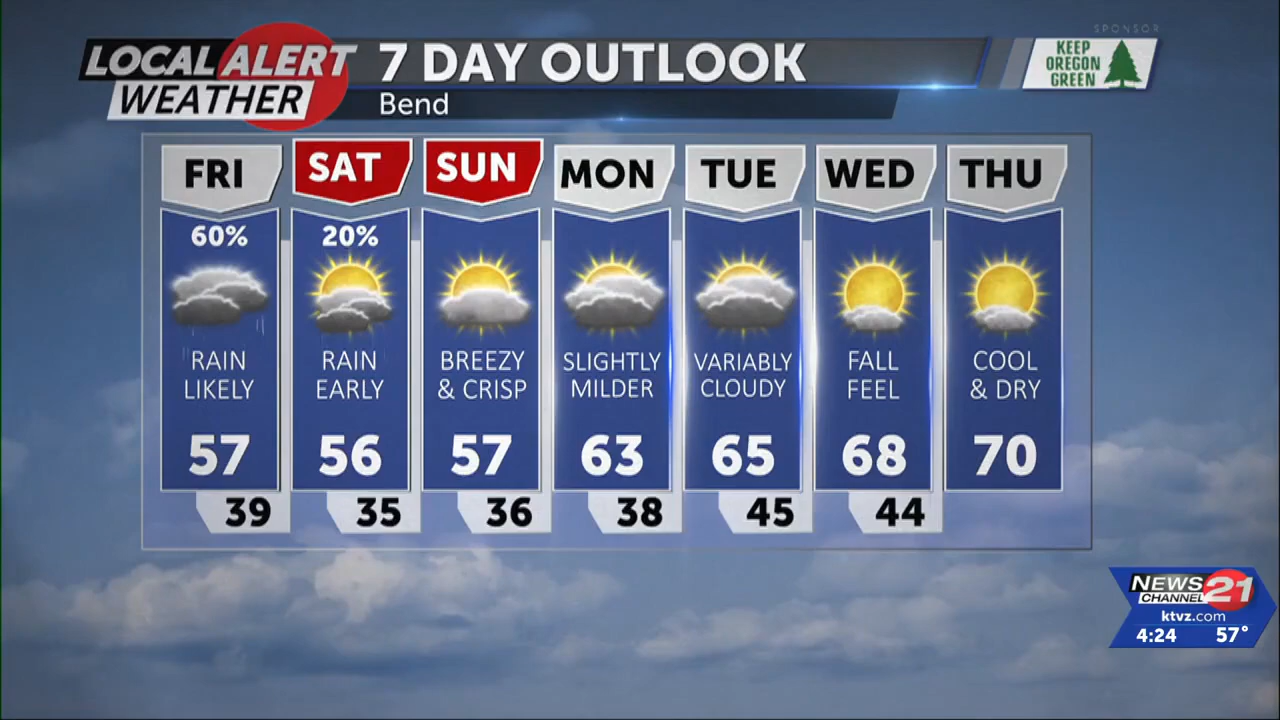 SPONSOR
LOCAL ALERT
WEATHER
7 DAY OUTLOOK
Bend
KEEP
OREGON
GREEN
FRI SAT SUN MON TUE WED THU
60% 20%
RAIN LIKELY
RAIN EARLY
BREEZY & CRISP
SLIGHTLY MILDER
VARIABLY CLOUDY
FALL FEEL
COOL & DRY
57 56 57 63 65 68 70
39 35 36 38 45 44
NEWS
CHANNEL 21
ktvz.com
4:24 57°